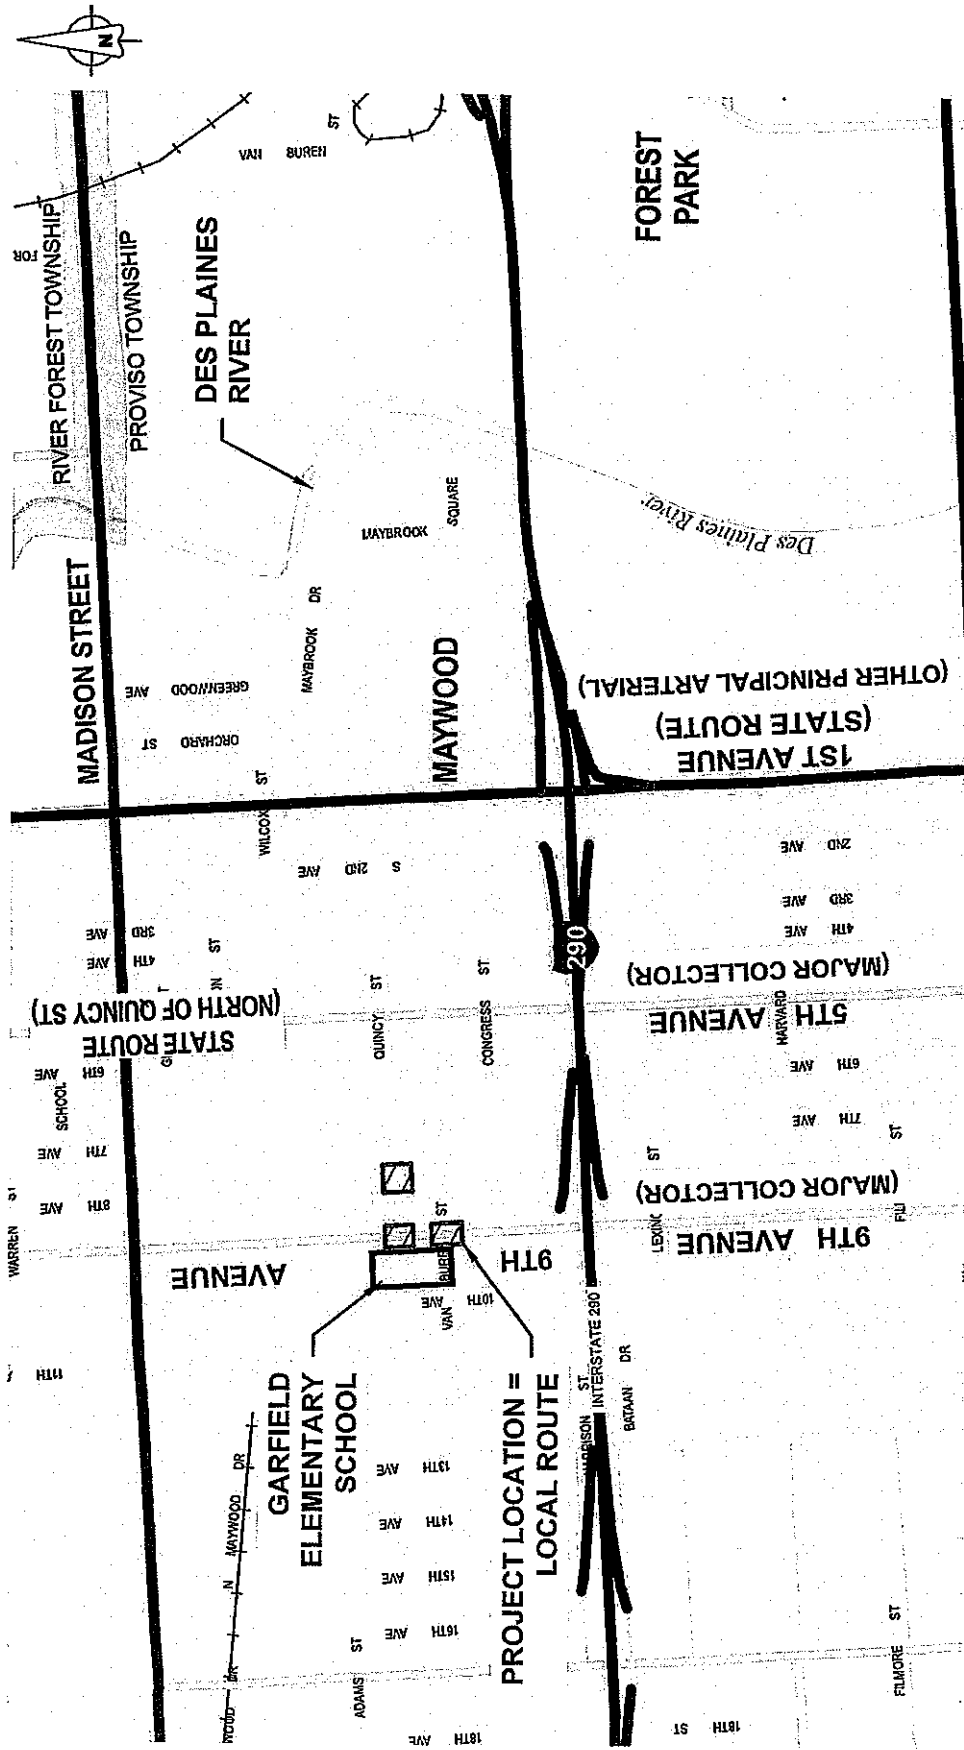 N
RIVER FOREST TOWNSHIP
PROVISO TOWNSHIP
FOR
VAN BUREN
ST
MADISON STREET
DES PLAINES
RIVER
Des Plaines River
FOREST
PARK
GREENWOOD AVE
ORCHARD ST
MAYBROOK DR
MAYBROOK
SQUARE
MAYWOOD
WILCOX ST
1ST AVENUE
(STATE ROUTE)
(OTHER PRINCIPAL ARTERIAL)
S 2ND AVE
2ND AVE
3RD AVE
4TH AVE
3RD AVE
4TH AVE
STATE ROUTE
(NORTH OF QUINCY ST)
QUINCY ST
CONGRESS ST
290
5TH AVENUE
(MAJOR COLLECTOR)
HARVARD
6TH AVE
7TH AVE
6TH AVE
SCHOOL
7TH AVE
8TH AVE
WARREN
ST
9TH AVENUE
(MAJOR COLLECTOR)
9TH
AVENUE
10TH AVE
VAN BURE ST
11TH
GARFIELD
ELEMENTARY
SCHOOL
PROJECT LOCATION =
LOCAL ROUTE
INTERSTATE 290
ST
BATAAN DR
N MAYWOOD DR
DR
13TH AVE
14TH AVE
15TH AVE
16TH AVE
ADAMS ST
18TH AVE
18TH ST
FILMORE ST